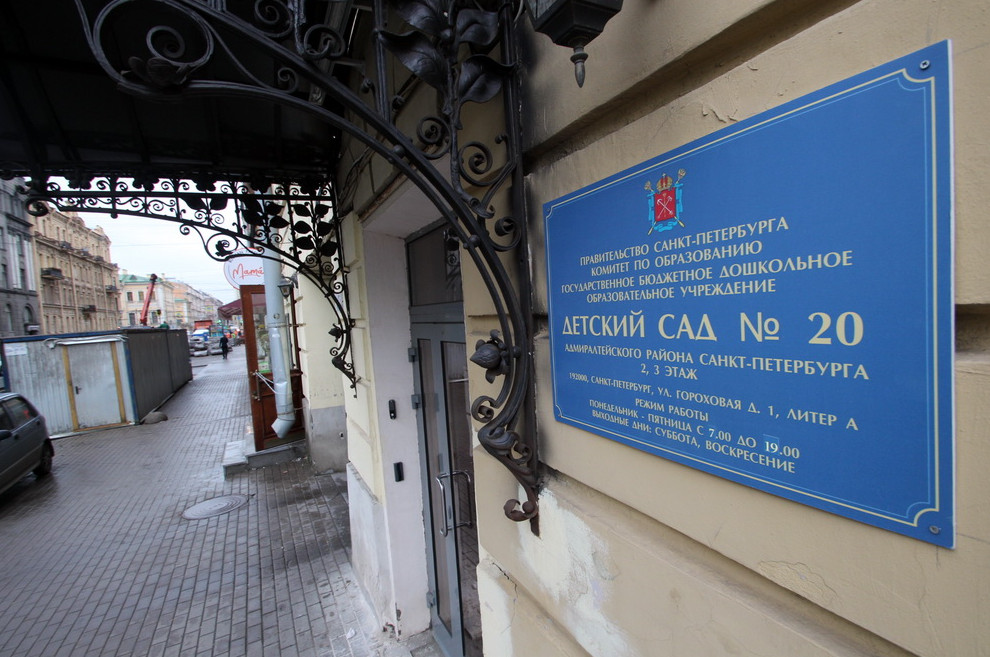 Mamá
ПРАВИТЕЛЬСТВО САНКТ-ПЕТЕРБУРГА
КОМИТЕТ ПО ОБРАЗОВАНИЮ
ГОСУДАРСТВЕННОЕ БЮДЖЕТНОЕ ДОШКОЛЬНОЕ
ОБРАЗОВАТЕЛЬНОЕ УЧРЕЖДЕНИЕ
ДЕТСКИЙ САД № 20
АДМИРАЛТЕЙСКОГО РАЙОНА САНКТ-ПЕТЕРБУРГА
2, 3 ЭТАЖ
192000, САНКТ-ПЕТЕРБУРГ, УЛ. ГОРОХОВАЯ Д. 1, ЛИТЕР А
РЕЖИМ РАБОТЫ
ПОНЕДЕЛЬНИК - ПЯТНИЦА С 7.00 ДО 19.00
ВЫХОДНЫЕ ДНИ: СУББОТА, ВОСКРЕСЕНИЕ